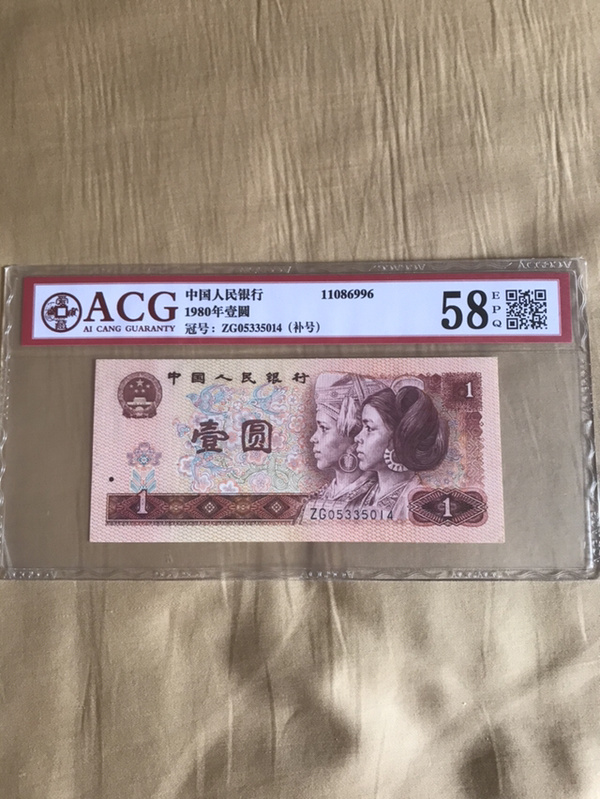 ACG
AI CANG GUARANTY
中国人民银行 11086996
1980年壹圆
冠号：ZG05335014（补号）
58 EPQ
中国人民银行
1
壹圆
ZG05335014
1
1